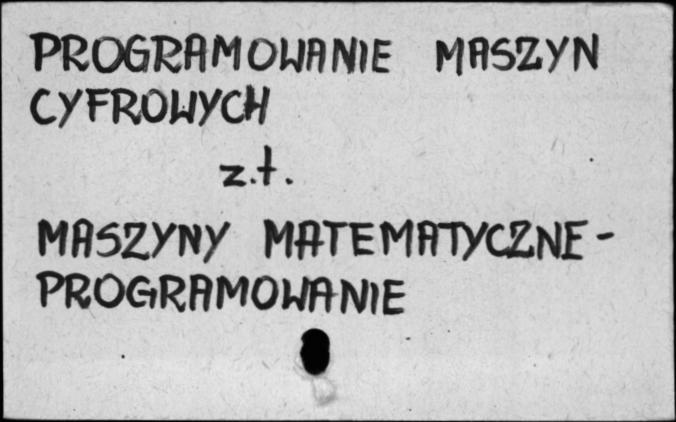 PROGRAMOWANIE MASZYN
CYFROWYCH
z.t.
MASZYNY MATEMATYCZNE-
PROGRAMOWANIE